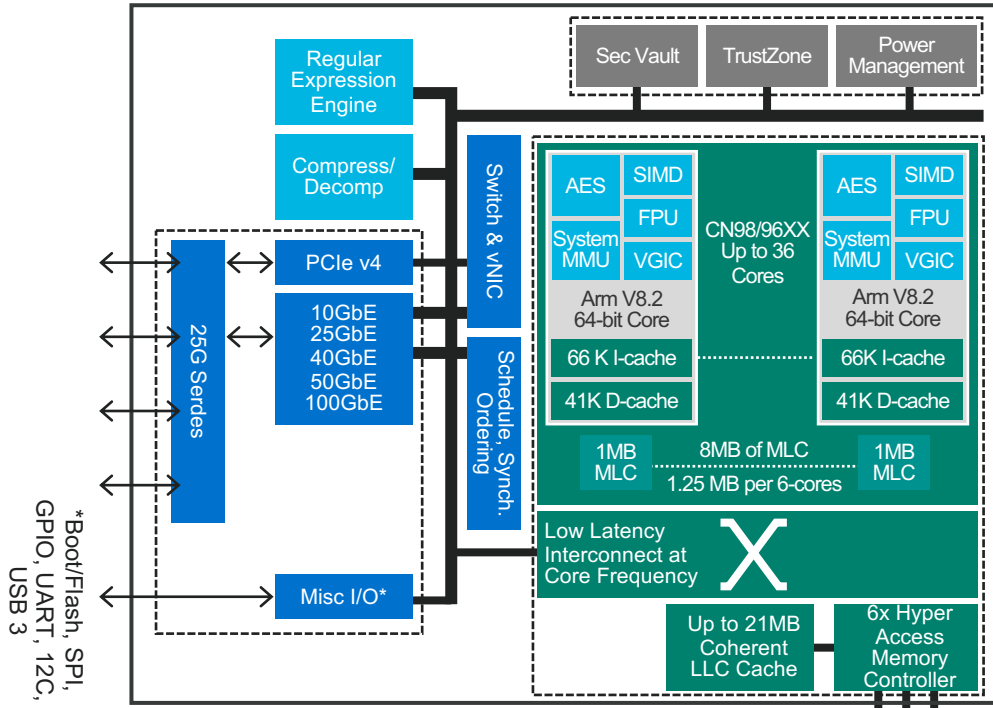 Regular
Expression
Engine
Compress/
Decomp
Sec Vault
TrustZone
Power
Management
Switch & vNIC
Schedule, Synch.
Ordering
25G Serdes
PCIe v4
10GbE
25GbE
40GbE
50GbE
100GbE
Misc I/O*
*Boot/Flash, SPI,
GPIO, UART, 12C,
USB 3
AES
SIMD
FPU
System
MMU
VGIC
Arm V8.2
64-bit Core
66 K I-cache
41K D-cache
CN98/96XX
Up to 36
Cores
AES
SIMD
FPU
System
MMU
VGIC
Arm V8.2
64-bit Core
66K I-cache
41K D-cache
1MB
MLC
8MB of MLC
1.25 MB per 6-cores
1MB
MLC
Low Latency
Interconnect at
Core Frequency
Up to 21MB
Coherent
LLC Cache
6x Hyper
Access
Memory
Controller